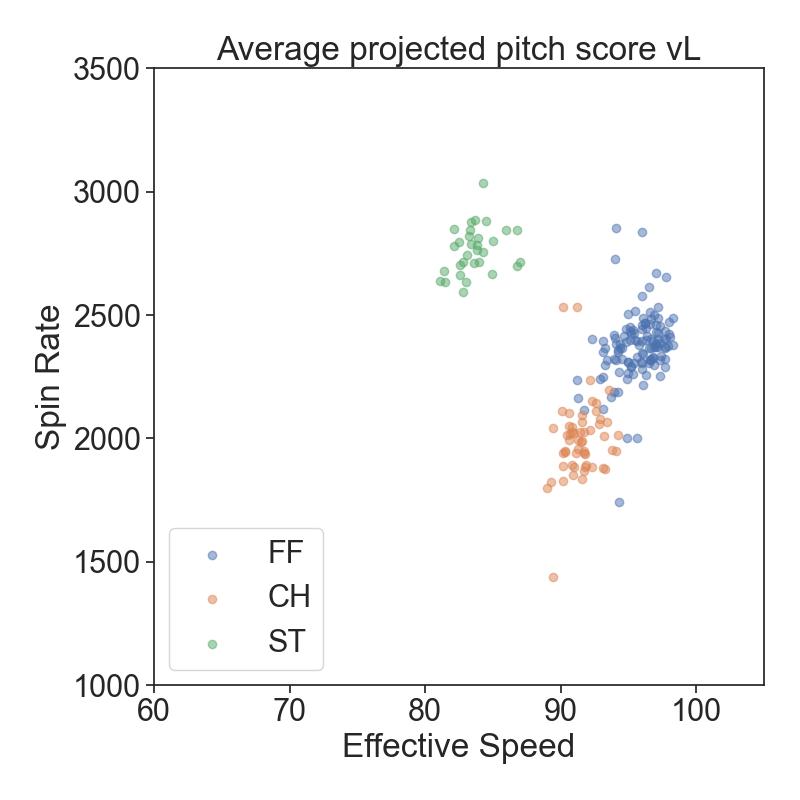 Average projected pitch score vL
3500
3000
2500
2000
1500
1000
Spin Rate
FF
CH
ST
60 70 80 90 100
Effective Speed